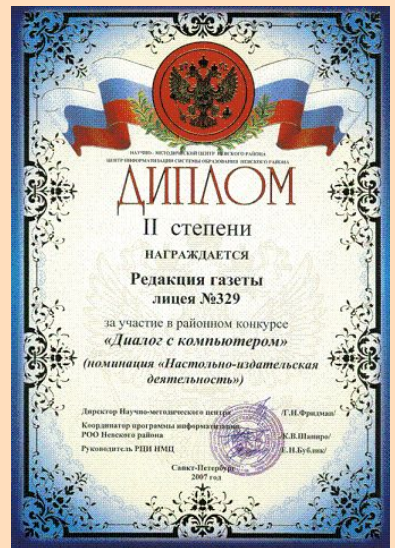 НАУЧНО- МЕТОДИЧЕСКИЙ ЦЕНТР НЕВСКОГО РАЙОНА
ЦЕНТР ИНФОРМАТИЗАЦИИ СИСТЕМЫ ОБРАЗОВАНИЯ НЕВСКОГО РАЙОНА
ДИПЛОМ
II степени
НАГРАЖДАЕТСЯ
Редакция газеты
лицея №329
за участие в районном конкурсе
«Диалог с компьютером»
(номинация «Настольно-издательская
деятельность»)
Директор Научно-методического центра /Г.Н.Фридман/
Координатор программы информатизации
РОО Невского района /К.В.Шапиро/
Руководитель РЦИ НМЦ /Е.Н.Бублик/
Санкт-Петербург
2007 год